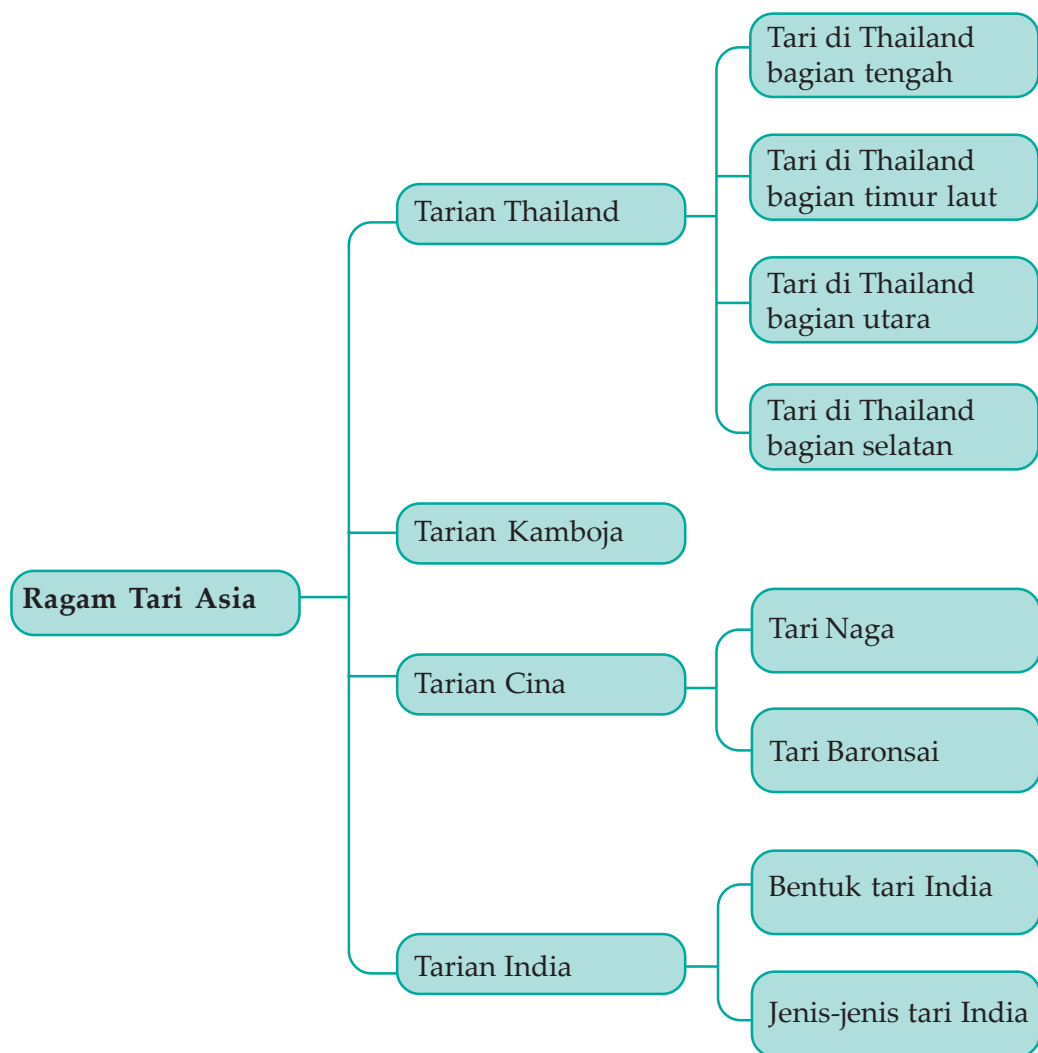 Ragam Tari Asia
Tarian Thailand
Tari di Thailand
bagian tengah
Tari di Thailand
bagian timur laut
Tari di Thailand
bagian utara
Tari di Thailand
bagian selatan
Tarian Kamboja
Tarian Cina
Tari Naga
Tari Baronsai
Tarian India
Bentuk tari India
Jenis-jenis tari India